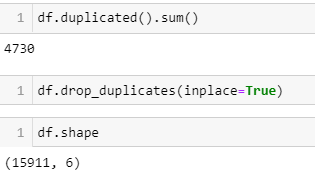 1 df.duplicated().sum()
4730
1 df.drop_duplicates(inplace=True)
1 df.shape
(15911, 6)